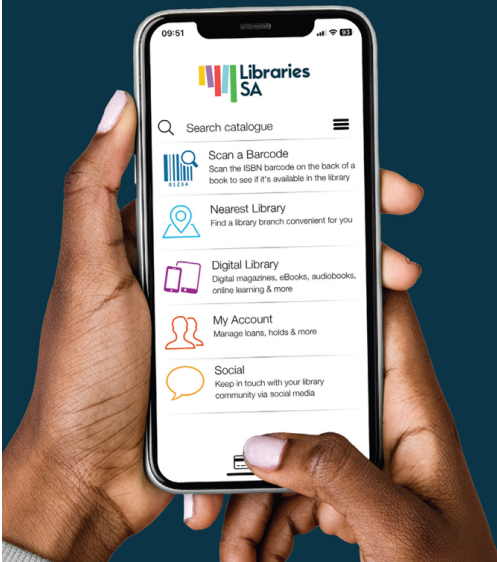 09:51
93
Libraries
SA
Search catalogue
Scan a Barcode
Scan the ISBN barcode on the back of a
book to see if it's available in the library
01234
Nearest Library
Find a library branch convenient for you
Digital Library
Digital magazines, eBooks, audiobooks,
online learning & more
My Account
Manage loans, holds & more
Social
Keep in touch with your library
community via social media